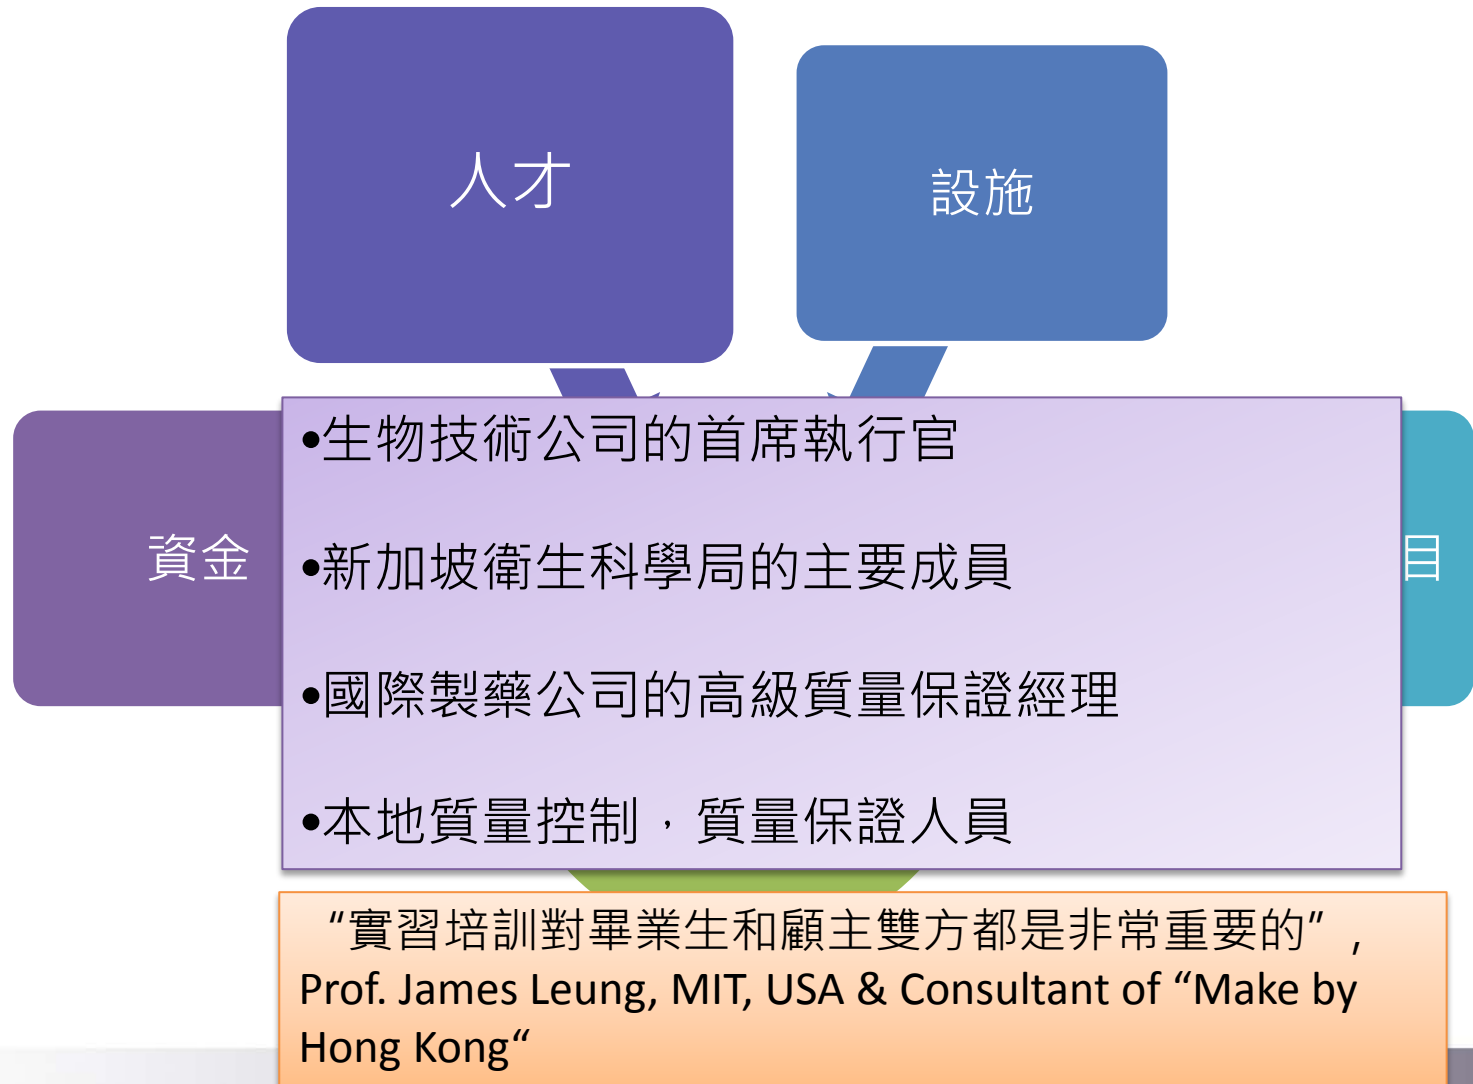 人才
設施
資金
目
•生物技術公司的首席執行官
•新加坡衛生科學局的主要成員
•國際製藥公司的高級質量保證經理
•本地質量控制，質量保證人員
“實習培訓對畢業生和顧主雙方都是非常重要的”,
Prof. James Leung, MIT, USA & Consultant of “Make by
Hong Kong“